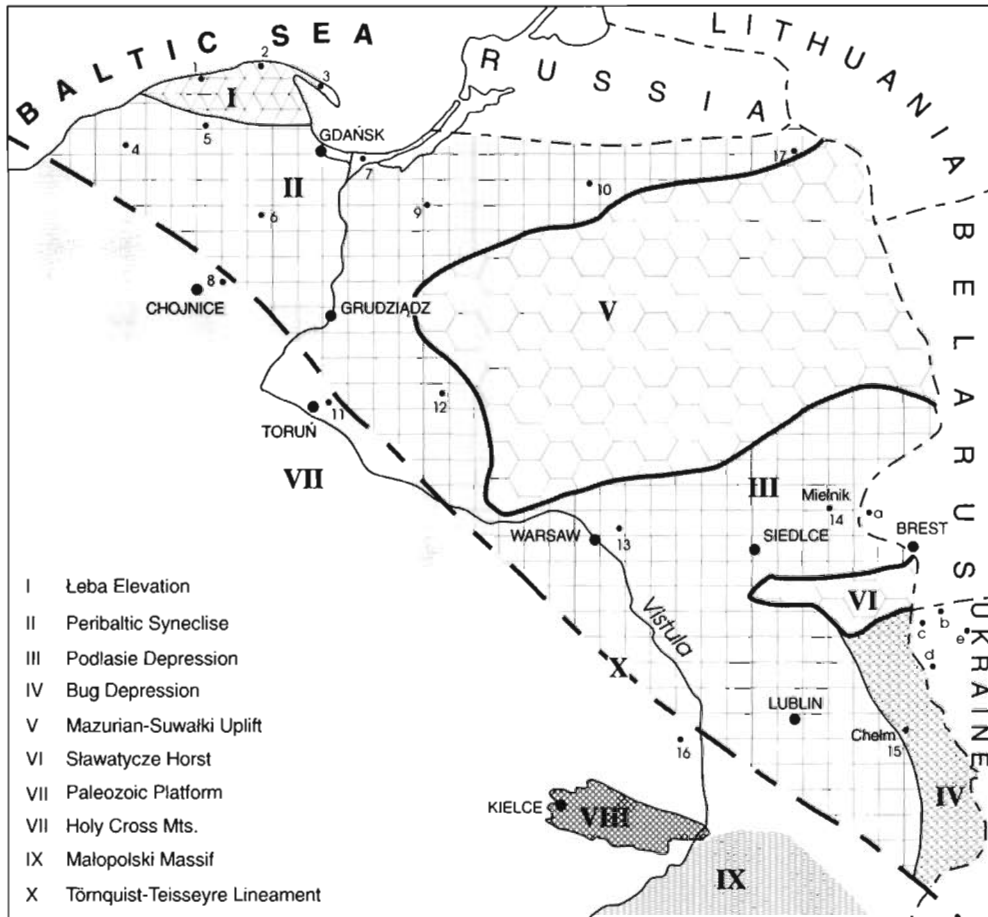 BALTIC SEA
LITHUANIA
RUSSIA
1
2
3
I
5
4
GDAŃSK
7
17
II
10
9
6
BELARUS
8
CHOJNICE
GRUDZIĄDZ
V
12
11
TORUŃ
VII
III
Mielnik
14
a
WARSAW
13
SIEDLCE
BREST
VI
UKRAINE
b
c
e
d
Vistula
X
LUBLIN
Chełm
15
16
IV
KIELCE
VIII
IX
I Łeba Elevation
II Peribaltic Syneclise
III Podlasie Depression
IV Bug Depression
V Mazurian-Suwałki Uplift
VI Sławatycze Horst
VII Paleozoic Platform
VII Holy Cross Mts.
IX Małopolski Massif
X Törnquist-Teisseyre Lineament